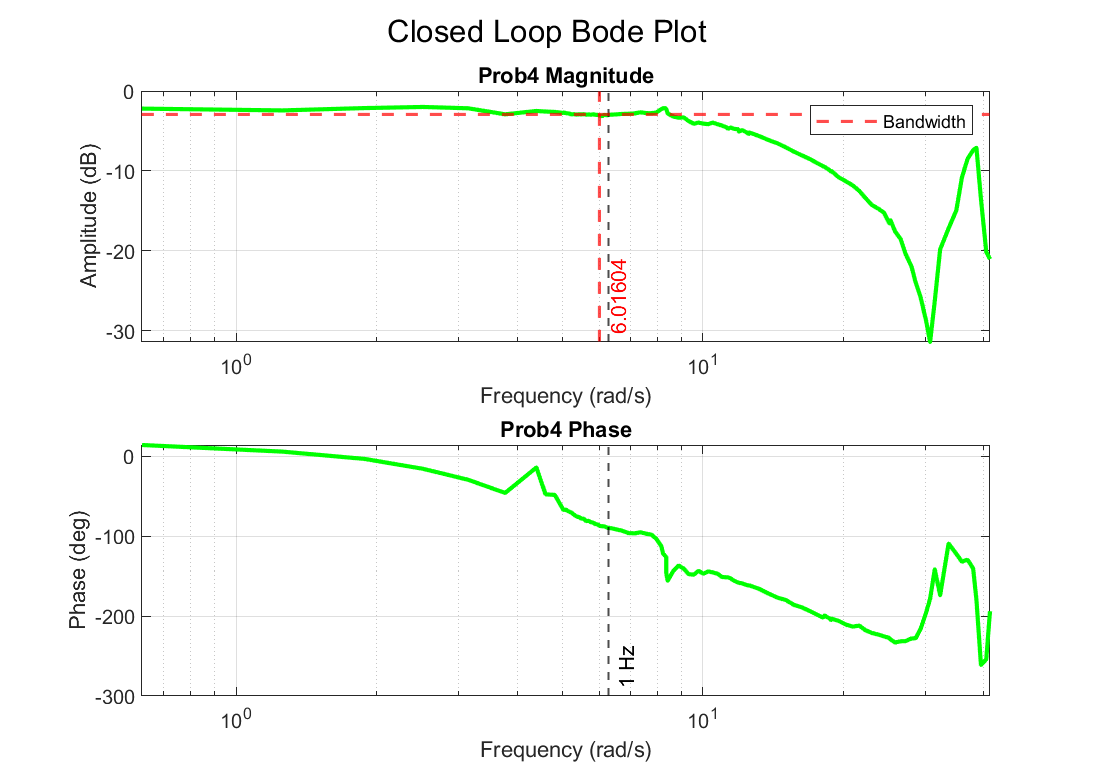 Closed Loop Bode Plot
Prob4 Magnitude
Bandwidth
Amplitude (dB)
0
-10
-20
-30
6.01604
10^0
10^1
Frequency (rad/s)
Prob4 Phase
Phase (deg)
0
-100
-200
-300
1 Hz
10^0
10^1
Frequency (rad/s)